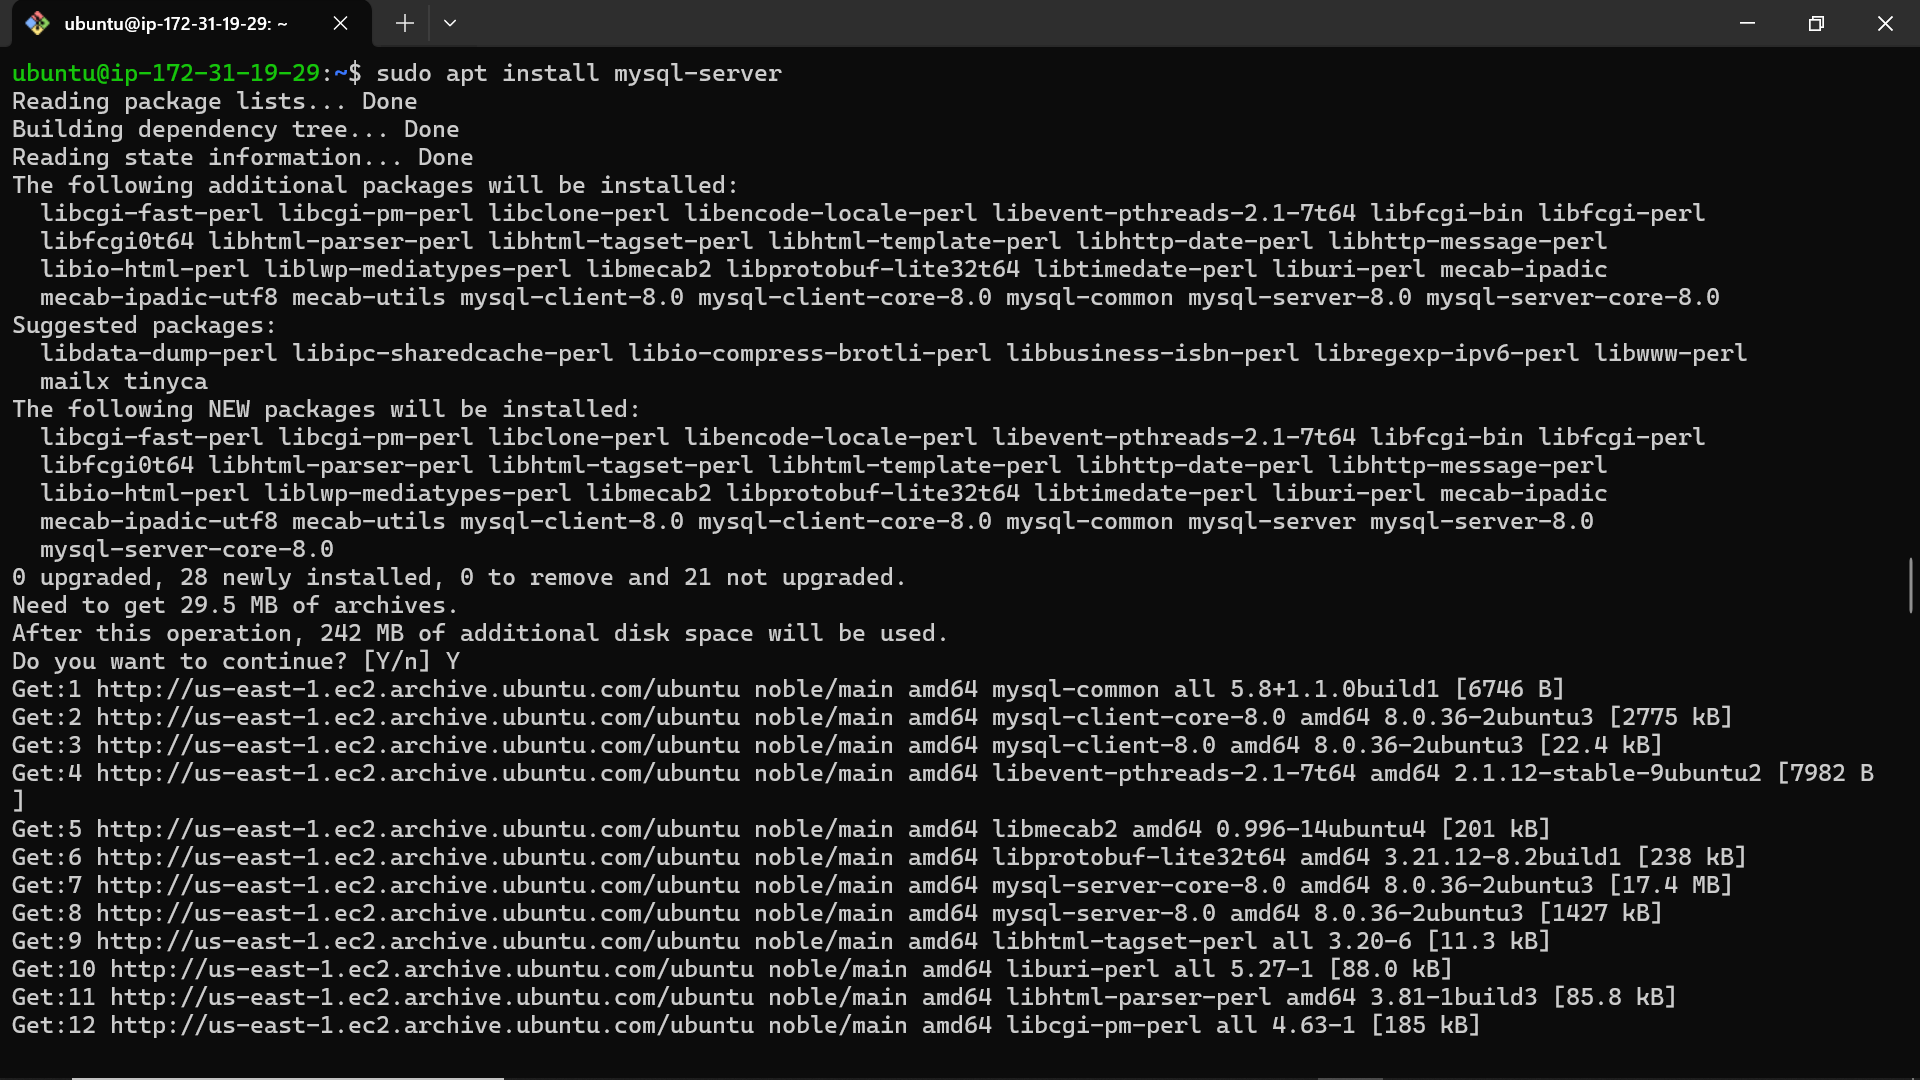 ubuntu@ip-172-31-19-29: ~
ubuntu@ip-172-31-19-29:~$ sudo apt install mysql-server
Reading package lists... Done
Building dependency tree... Done
Reading state information... Done
The following additional packages will be installed:
  libcgi-fast-perl libcgi-pm-perl libclone-perl libencode-locale-perl libevent-pthreads-2.1-7t64 libfcgi-bin libfcgi-perl
  libfcgi0t64 libhtml-parser-perl libhtml-tagset-perl libhtml-template-perl libhttp-date-perl libhttp-message-perl
  libio-html-perl liblwp-mediatypes-perl libmecab2 libprotobuf-lite32t64 libtimedate-perl liburi-perl mecab-ipadic
  mecab-ipadic-utf8 mecab-utils mysql-client-8.0 mysql-client-core-8.0 mysql-common mysql-server-8.0 mysql-server-core-8.0
Suggested packages:
  libdata-dump-perl libipc-sharedcache-perl libio-compress-brotli-perl libbusiness-isbn-perl libregexp-ipv6-perl libwww-perl
  mailx tinyca
The following NEW packages will be installed:
  libcgi-fast-perl libcgi-pm-perl libclone-perl libencode-locale-perl libevent-pthreads-2.1-7t64 libfcgi-bin libfcgi-perl
  libfcgi0t64 libhtml-parser-perl libhtml-tagset-perl libhtml-template-perl libhttp-date-perl libhttp-message-perl
  libio-html-perl liblwp-mediatypes-perl libmecab2 libprotobuf-lite32t64 libtimedate-perl liburi-perl mecab-ipadic
  mecab-ipadic-utf8 mecab-utils mysql-client-8.0 mysql-client-core-8.0 mysql-common mysql-server mysql-server-8.0
  mysql-server-core-8.0
0 upgraded, 28 newly installed, 0 to remove and 21 not upgraded.
Need to get 29.5 MB of archives.
After this operation, 242 MB of additional disk space will be used.
Do you want to continue? [Y/n] Y
Get:1 http://us-east-1.ec2.archive.ubuntu.com/ubuntu noble/main amd64 mysql-common all 5.8+1.1.0build1 [6746 B]
Get:2 http://us-east-1.ec2.archive.ubuntu.com/ubuntu noble/main amd64 mysql-client-core-8.0 amd64 8.0.36-2ubuntu3 [2775 kB]
Get:3 http://us-east-1.ec2.archive.ubuntu.com/ubuntu noble/main amd64 mysql-client-8.0 amd64 8.0.36-2ubuntu3 [22.4 kB]
Get:4 http://us-east-1.ec2.archive.ubuntu.com/ubuntu noble/main amd64 libevent-pthreads-2.1-7t64 amd64 2.1.12-stable-9ubuntu2 [7982 B
]
Get:5 http://us-east-1.ec2.archive.ubuntu.com/ubuntu noble/main amd64 libmecab2 amd64 0.996-14ubuntu4 [201 kB]
Get:6 http://us-east-1.ec2.archive.ubuntu.com/ubuntu noble/main amd64 libprotobuf-lite32t64 amd64 3.21.12-8.2build1 [238 kB]
Get:7 http://us-east-1.ec2.archive.ubuntu.com/ubuntu noble/main amd64 mysql-server-core-8.0 amd64 8.0.36-2ubuntu3 [17.4 MB]
Get:8 http://us-east-1.ec2.archive.ubuntu.com/ubuntu noble/main amd64 mysql-server-8.0 amd64 8.0.36-2ubuntu3 [1427 kB]
Get:9 http://us-east-1.ec2.archive.ubuntu.com/ubuntu noble/main amd64 libhtml-tagset-perl all 3.20-6 [11.3 kB]
Get:10 http://us-east-1.ec2.archive.ubuntu.com/ubuntu noble/main amd64 liburi-perl all 5.27-1 [88.0 kB]
Get:11 http://us-east-1.ec2.archive.ubuntu.com/ubuntu noble/main amd64 libhtml-parser-perl amd64 3.81-1build3 [85.8 kB]
Get:12 http://us-east-1.ec2.archive.ubuntu.com/ubuntu noble/main amd64 libcgi-pm-perl all 4.63-1 [185 kB]